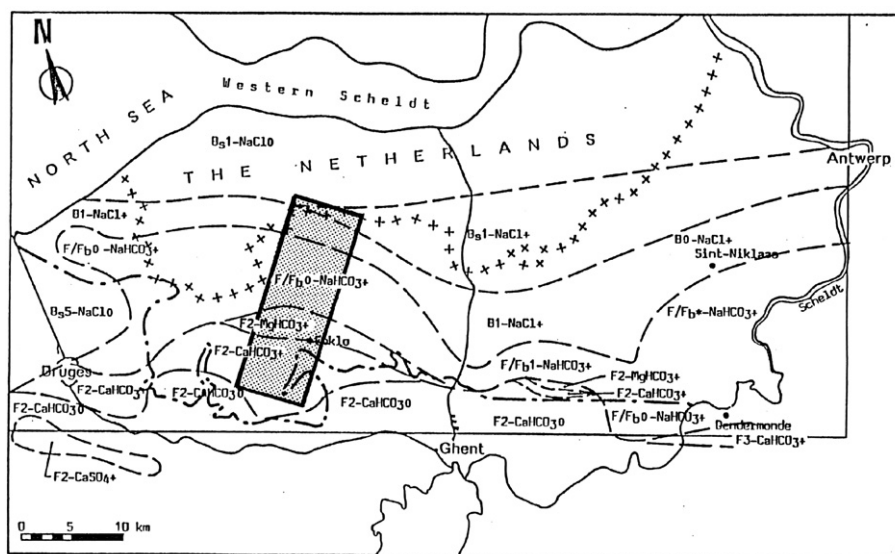 N
NORTH SEA
Western Scheldt
Bs1-NaCl0
THE NETHERLANDS
Antwerp
B1-NaCl+
Bs1-NaCl+
B0-NaCl+
F/Fb0-NaHCO3+
Sint-Niklaas
F/Fb0-NaHCO3+
Bs5-NaCl0
Scheldt
F/Fb*-NaHCO3+
F2-MgHCO3+
B1-NaCl+
Eeklo
F2-CaHCO3+
F/Fb1-NaHCO3+
Bruges
F2-MgHCO3+
F2-CaHCO3+
F2-CaHCO30
F2-CaHCO3+
F2-CaHCO30
F2-CaHCO30
F2-CaHCO30
F/Fb0-NaHCO3+
Dendermonde
Ghent
F3-CaHCO3+
F2-CaSO4+
0 5 10 km